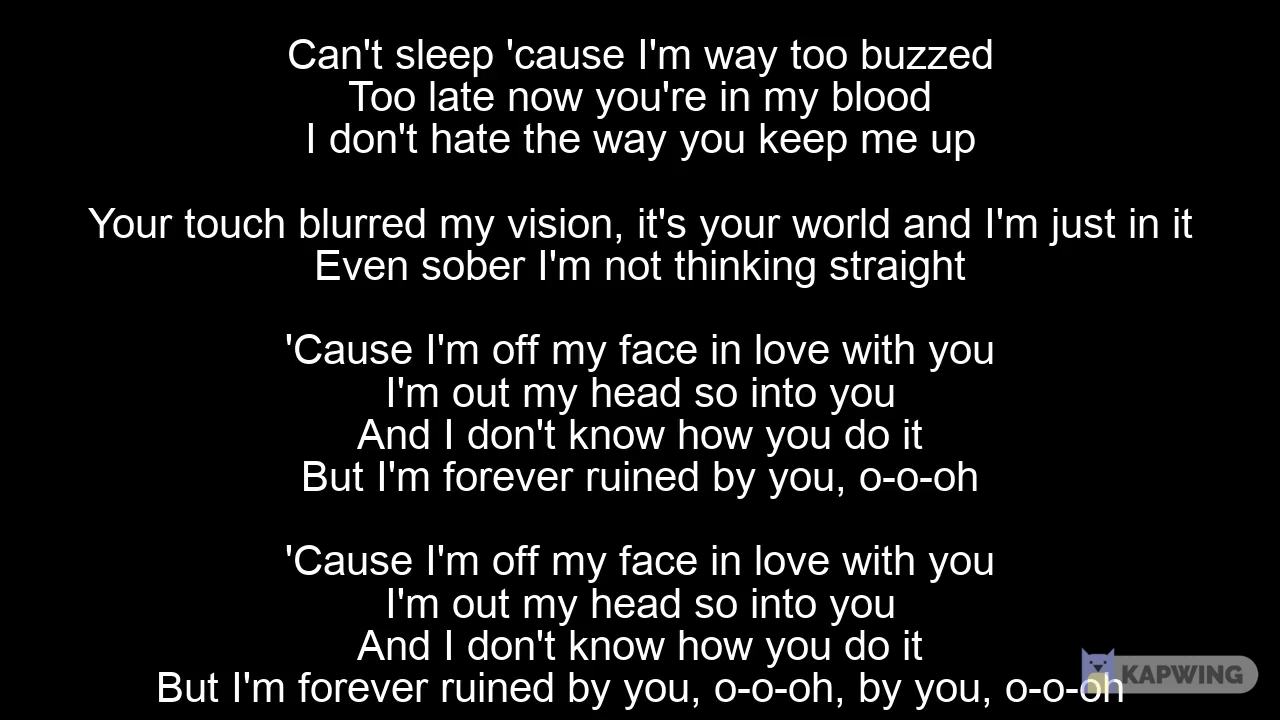 Can't sleep 'cause I'm way too buzzed
Too late now you're in my blood
I don't hate the way you keep me up
Your touch blurred my vision, it's your world and I'm just in it
Even sober I'm not thinking straight
'Cause I'm off my face in love with you
I'm out my head so into you
And I don't know how you do it
But I'm forever ruined by you, o-o-oh
'Cause I'm off my face in love with you
I'm out my head so into you
And I don't know how you do it
But I'm forever ruined by you, o-o-oh, by you, o-o-oh
KAPWING